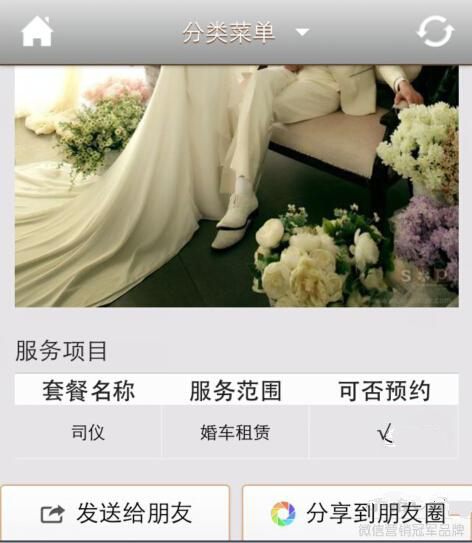 分类菜单
服务项目
套餐名称 服务范围 可否预约
司仪 婚车租赁 √
发送给朋友 分享到朋友圈
微信营销冠军品牌